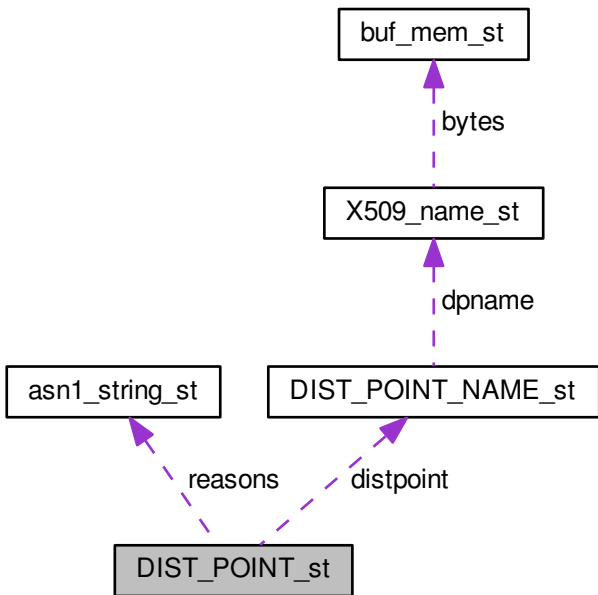 buf_mem_st
bytes
X509_name_st
dpname
asn1_string_st
DIST_POINT_NAME_st
reasons
distpoint
DIST_POINT_st